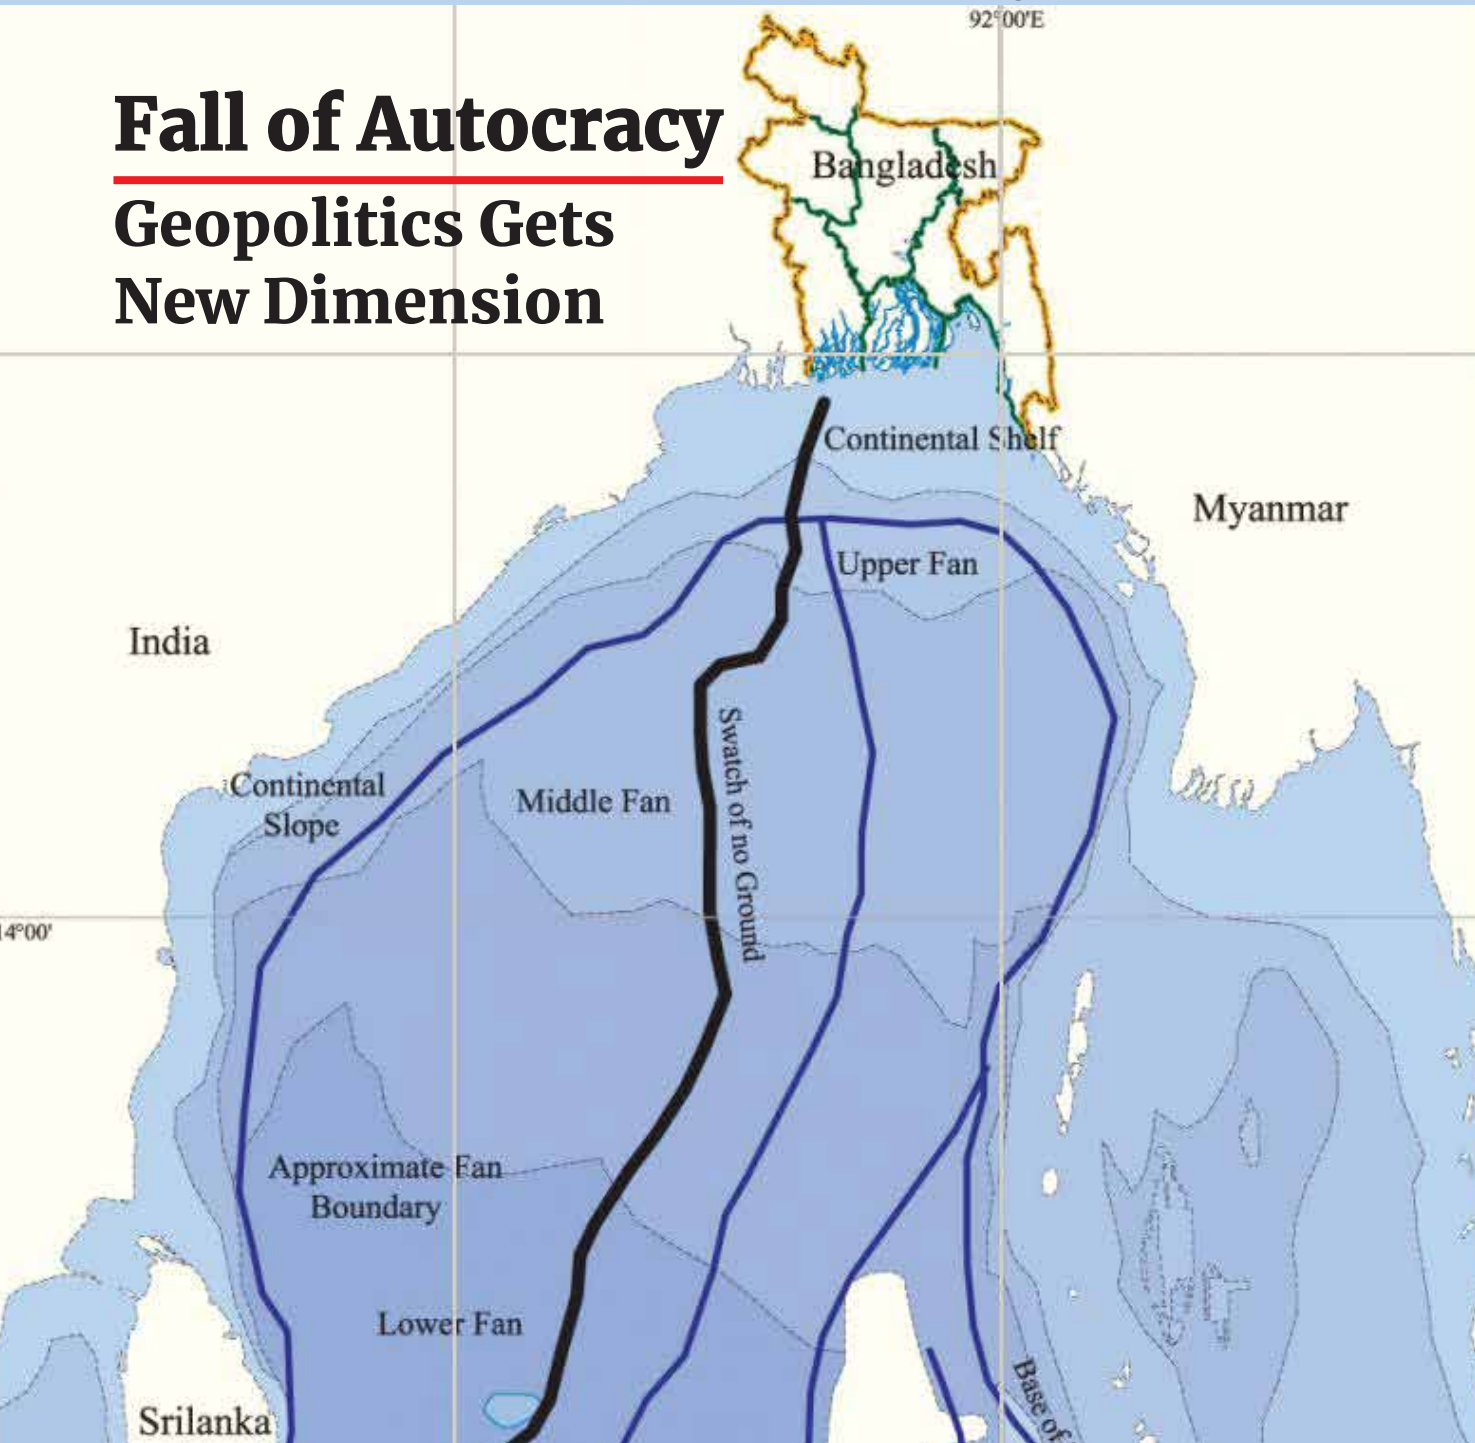 92°00'E
Fall of Autocracy
Geopolitics Gets
New Dimension
Bangladesh
Continental Shelf
Myanmar
Upper Fan
India
Swatch of no Ground
Continental
Slope
Middle Fan
14°00'
Approximate Fan
Boundary
Lower Fan
Base of
Srilanka